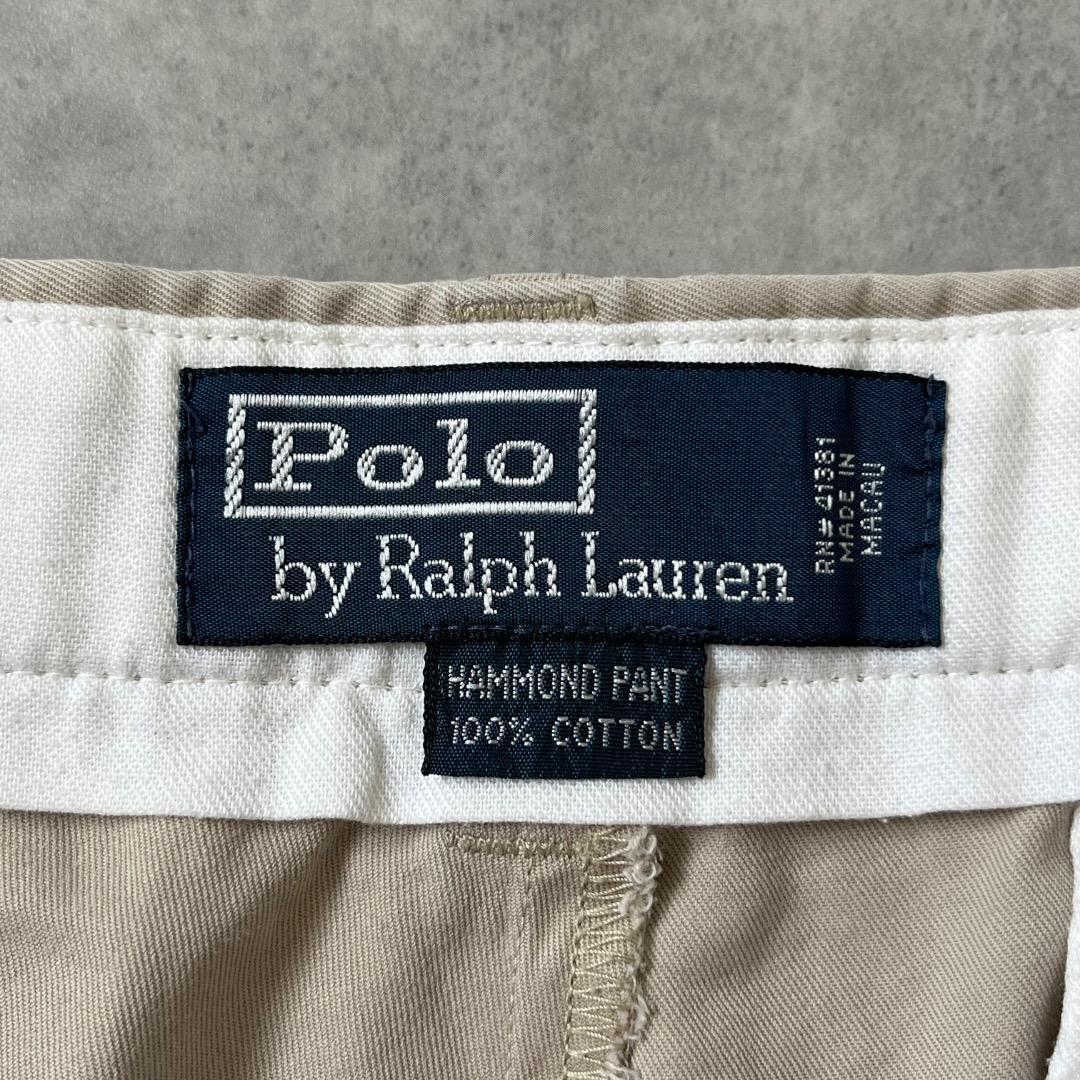 Polo
by Ralph Lauren
RN# 41381
MADE IN
MACAU
HAMMOND PANT
100% COTTON